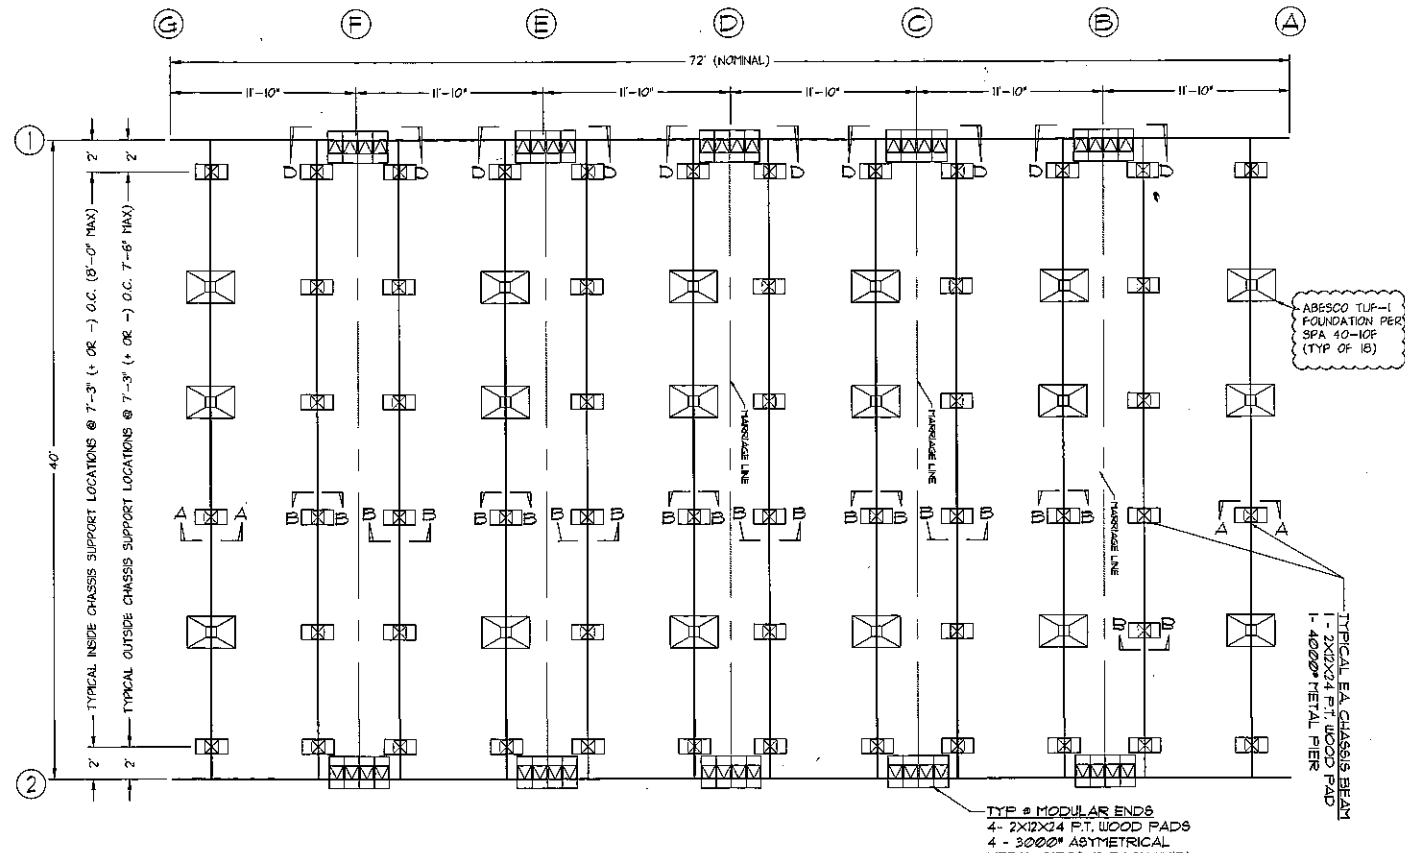 G F E D C B A
72' (NOMINAL)
11'-10" 11'-10" 11'-10" 11'-10" 11'-10" 11'-10"
1
2' 2'
D D D D D D D D D D
TYPICAL INSIDE CHASSIS SUPPORT LOCATIONS @ 7'-3" (+ OR -) O.C. (8'-0" MAX)
TYPICAL OUTSIDE CHASSIS SUPPORT LOCATIONS @ 7'-3" (+ OR -) O.C. 7'-6" MAX)
40'
ABESCO TUF-1
FOUNDATION PER
SPA 40-10F
(TYP OF 18)
MARRIAGE LINE
MARRIAGE LINE
MARRIAGE LINE
A A B B B B B B B B B B B B B B B B B B A A
B B
TYPICAL EA. CHASSIS BEAM
1- 2X12X24 P.T. WOOD PAD
1- 4000# METAL PIER
2' 2'
2
TYP @ MODULAR ENDS
4- 2X12X24 P.T. WOOD PADS
4 - 3000# ASYMETRICAL